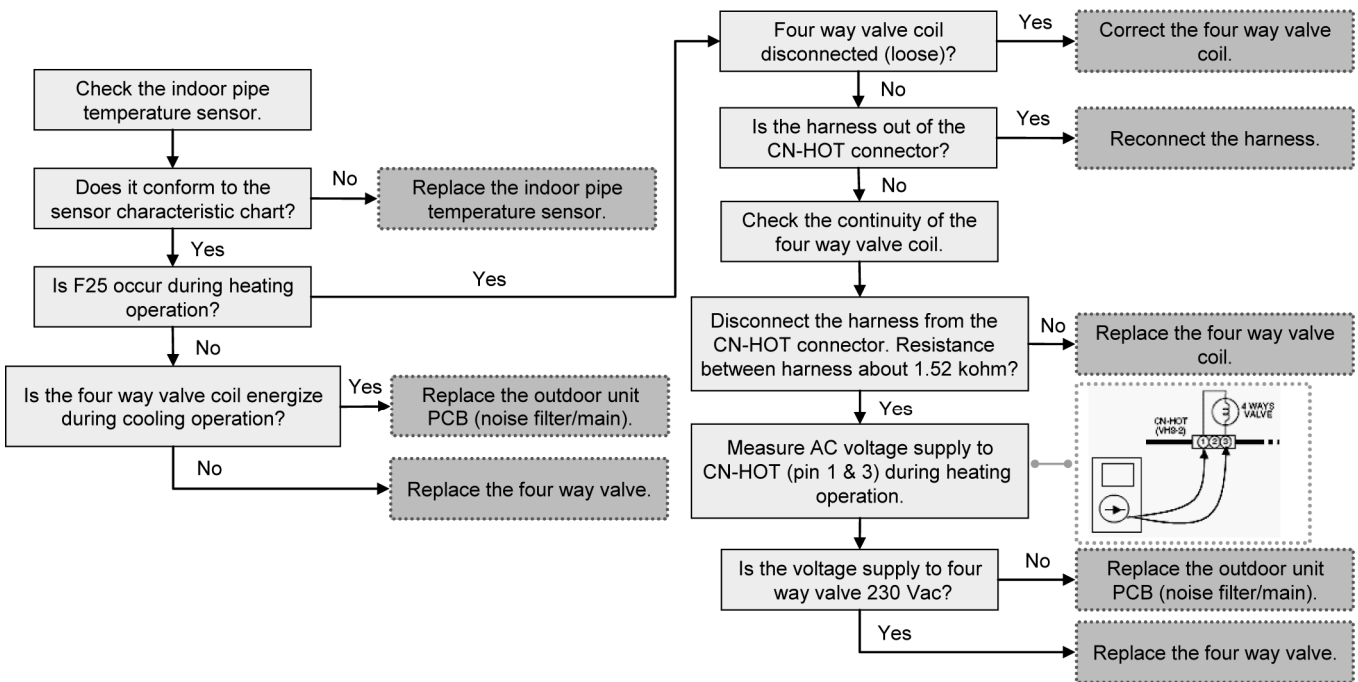 Check the indoor pipe
temperature sensor.
Does it conform to the
sensor characteristic chart?
No
Replace the indoor pipe
temperature sensor.
Yes
Is F25 occur during heating
operation?
Yes
No
Is the four way valve coil energize
during cooling operation?
Yes
Replace the outdoor unit
PCB (noise filter/main).
No
Replace the four way valve.
Four way valve coil
disconnected (loose)?
Yes
Correct the four way valve
coil.
No
Is the harness out of the
CN-HOT connector?
Yes
Reconnect the harness.
No
Check the continuity of the
four way valve coil.
Disconnect the harness from the
CN-HOT connector. Resistance
between harness about 1.52 kohm?
No
Replace the four way valve
coil.
Yes
Measure AC voltage supply to
CN-HOT (pin 1 & 3) during heating
operation.
4 WAYS
VALVE
CN-HOT
(VH3-2)
1 2 3
Is the voltage supply to four
way valve 230 Vac?
No
Replace the outdoor unit
PCB (noise filter/main).
Yes
Replace the four way valve.